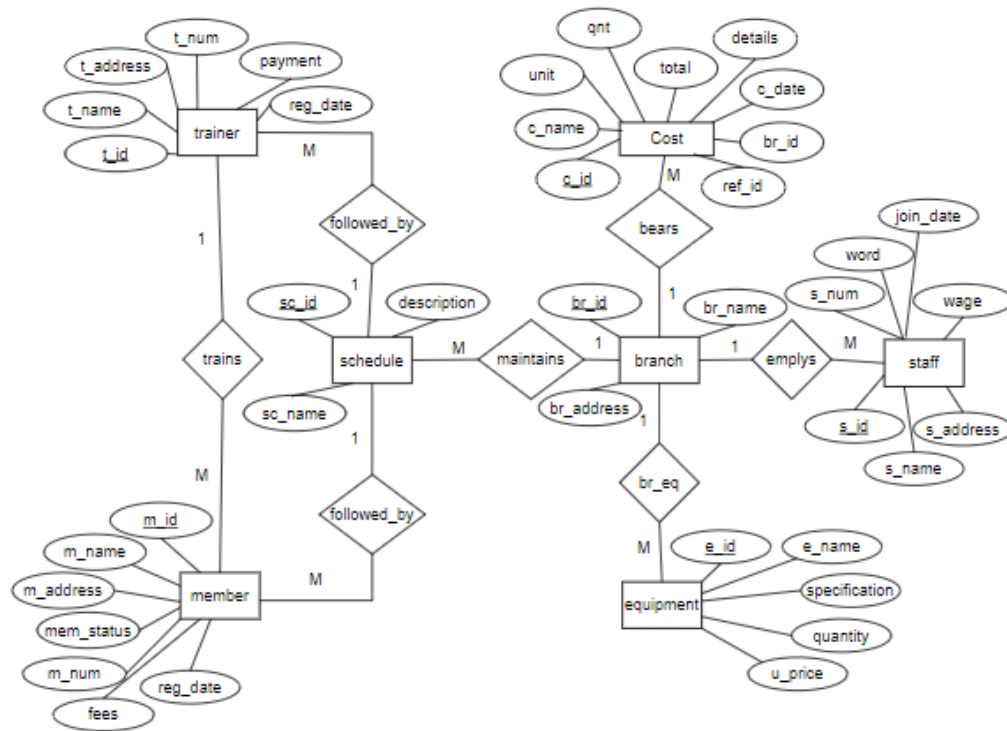 t_num
t_address
payment
t_name
reg_date
trainer
t_id
M
followed_by
1
1
qnt
details
unit
total
c_date
c_name
Cost
br_id
c_id
ref_id
M
bears
1
join_date
word
s_num
wage
sc_id
description
schedule
sc_name
M
maintains
1
br_id
br_name
branch
br_address
1
emplys
M
staff
s_id
s_address
s_name
trains
M
1
followed_by
M
1
br_eq
M
m_id
m_name
m_address
member
mem_status
m_num
reg_date
fees
e_id
e_name
specification
equipment
quantity
u_price